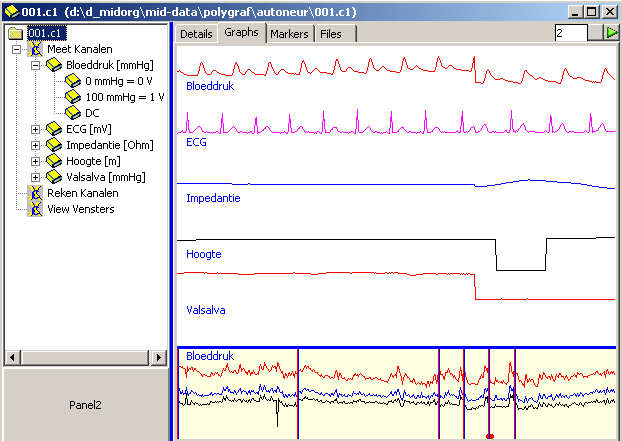 001.c1 (d:\d_midorg\mid-data\polygraf\autoneur\001.c1)
001.c1
Meet Kanalen
Bloeddruk [mmHg]
0 mmHg = 0 V
100 mmHg = 1 V
DC
ECG [mV]
Impedantie [Ohm]
Hoogte [m]
Valsalva [mmHg]
Reken Kanalen
View Vensters
Panel2
Details Graphs Markers Files 2
Bloeddruk
ECG
Impedantie
Hoogte
Valsalva
Bloeddruk